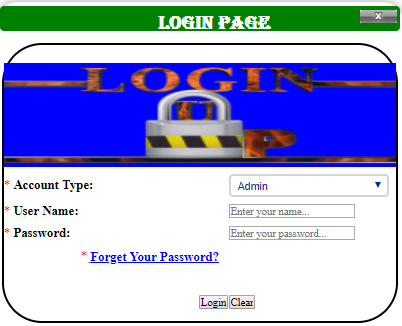 LOGIN PAGE
x
LOGIN
UP
* Account Type:
Admin
* User Name:
Enter your name...
* Password:
Enter your password...
* Forget Your Password?
Login Clear